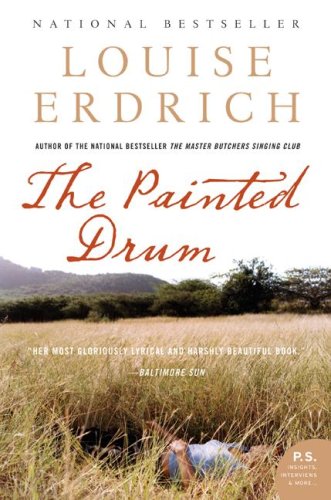 NATIONAL BESTSELLER
LOUISE
ERDRICH
AUTHOR OF THE NATIONAL BESTSELLER THE MASTER BUTCHERS SINGING CLUB
The Painted
Drum
"HER MOST GLORIOUSLY LYRICAL AND HARSHLY BEAUTIFUL BOOK."
—BALTIMORE SUN
P.S.
INSIGHTS,
INTERVIEWS
& MORE...